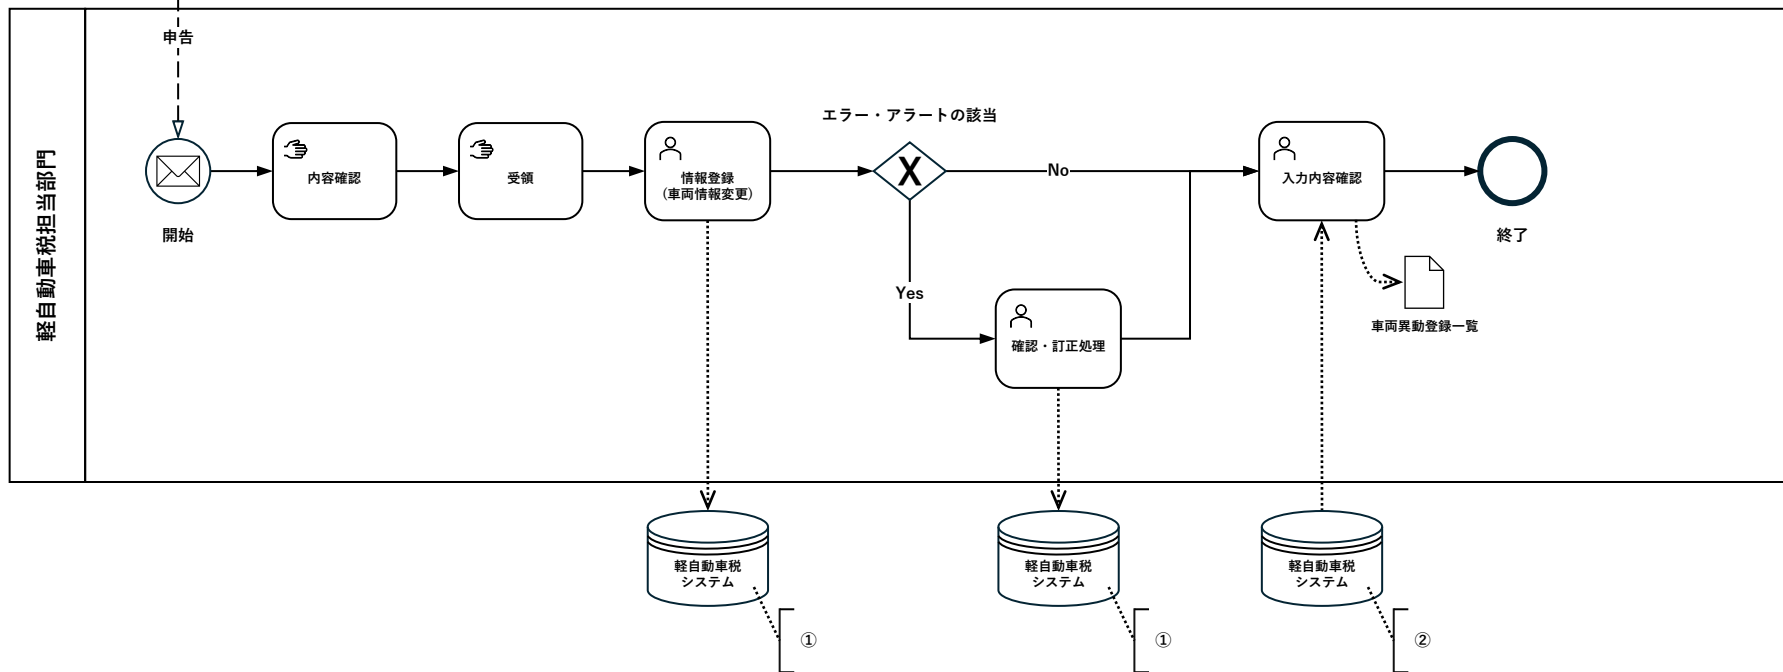 申告
軽自動車税担当部門
開始
内容確認
受領
情報登録
(車両情報変更)
エラー・アラートの該当
X
No
Yes
確認・訂正処理
入力内容確認
終了
車両異動登録一覧
軽自動車税
システム
①
軽自動車税
システム
①
軽自動車税
システム
②